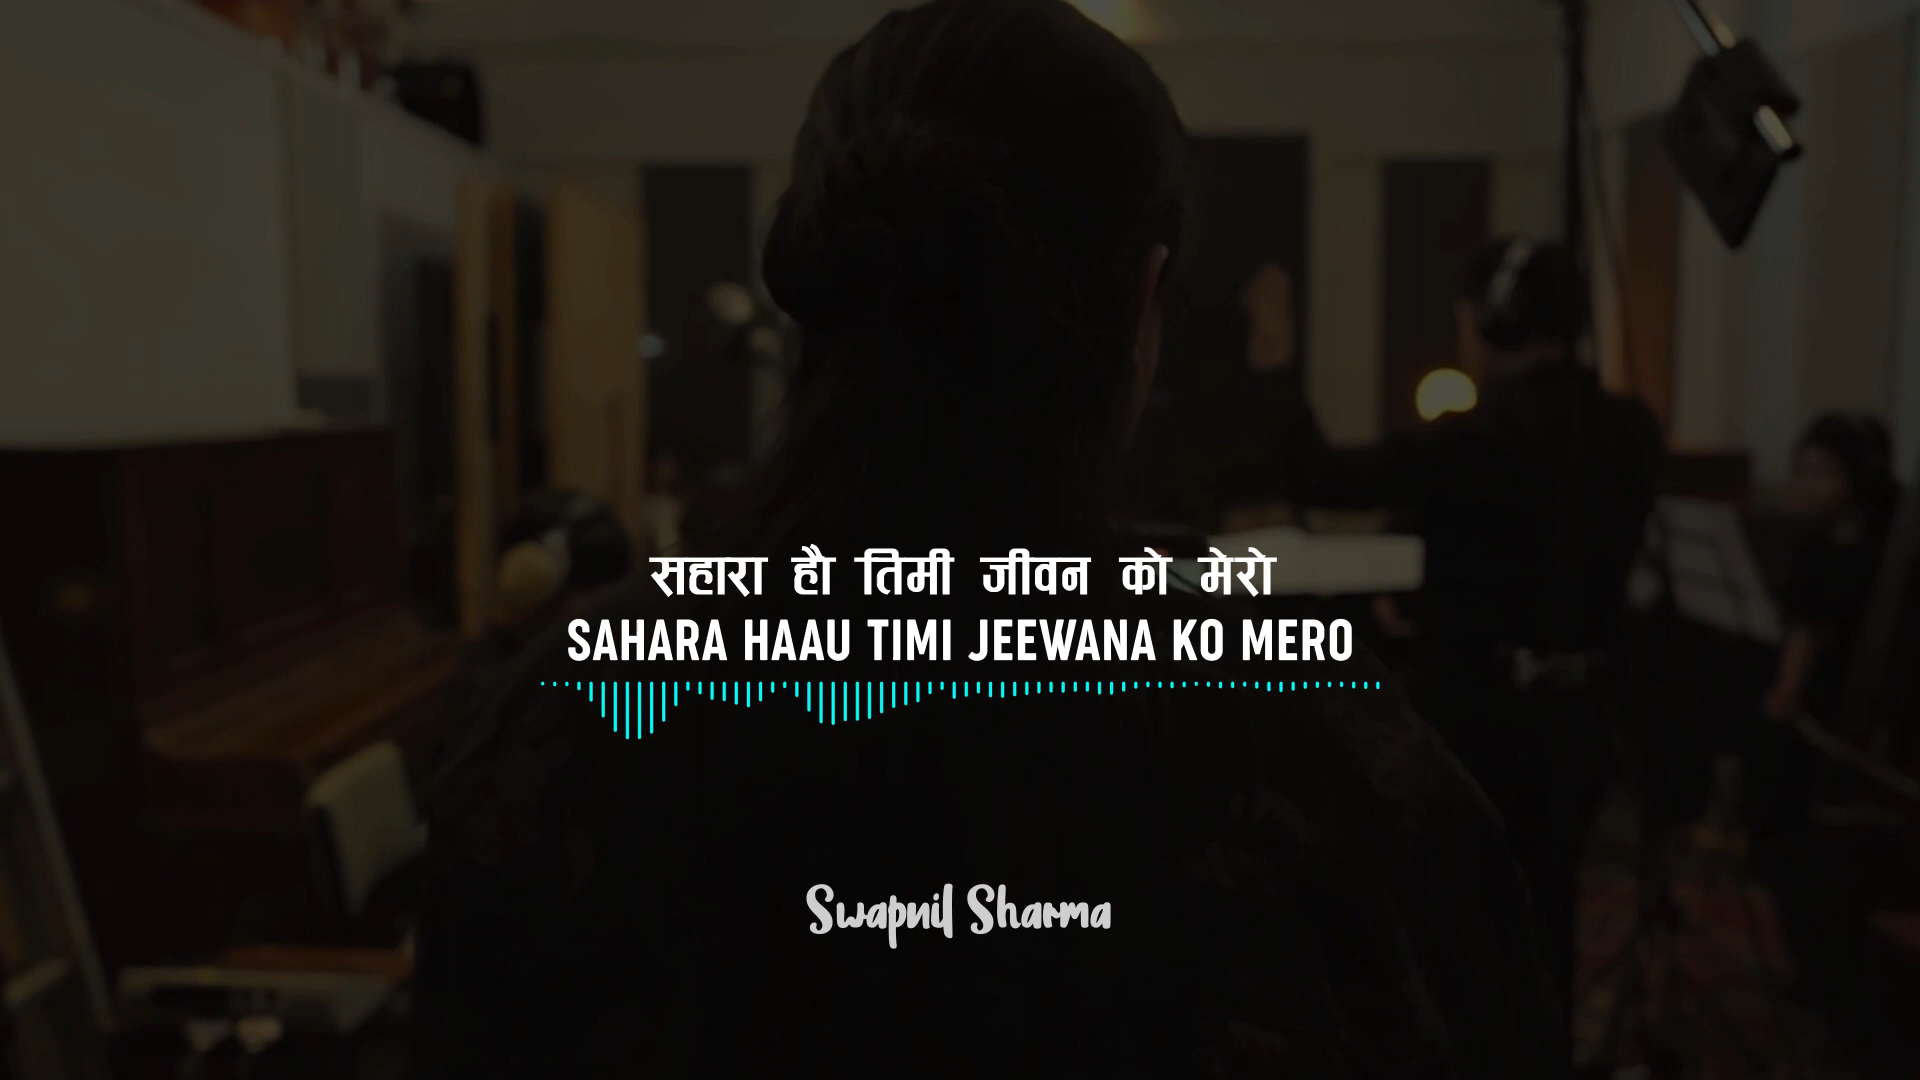 सहारा हौ तिमी जीवन को मेरो
SAHARA HAAU TIMI JEEWANA KO MERO
Swapnil Sharma